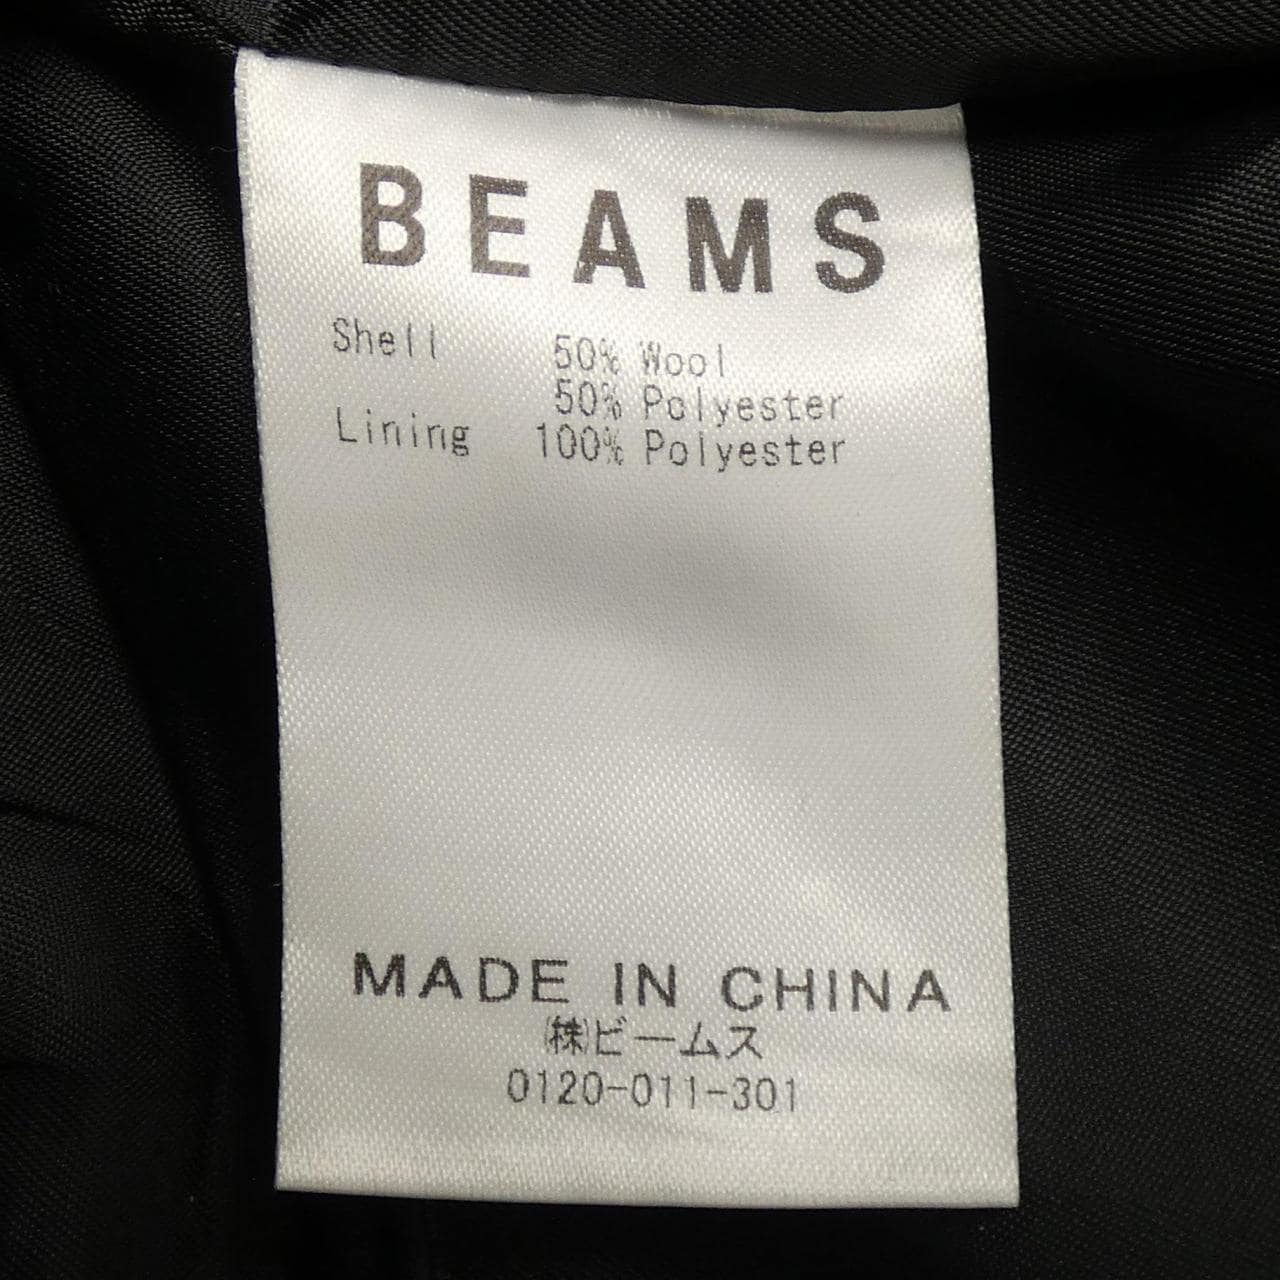 BEAMS
Shell 50% Wool
50% Polyester
Lining 100% Polyester
MADE IN CHINA
㈱ビームス
0120-011-301